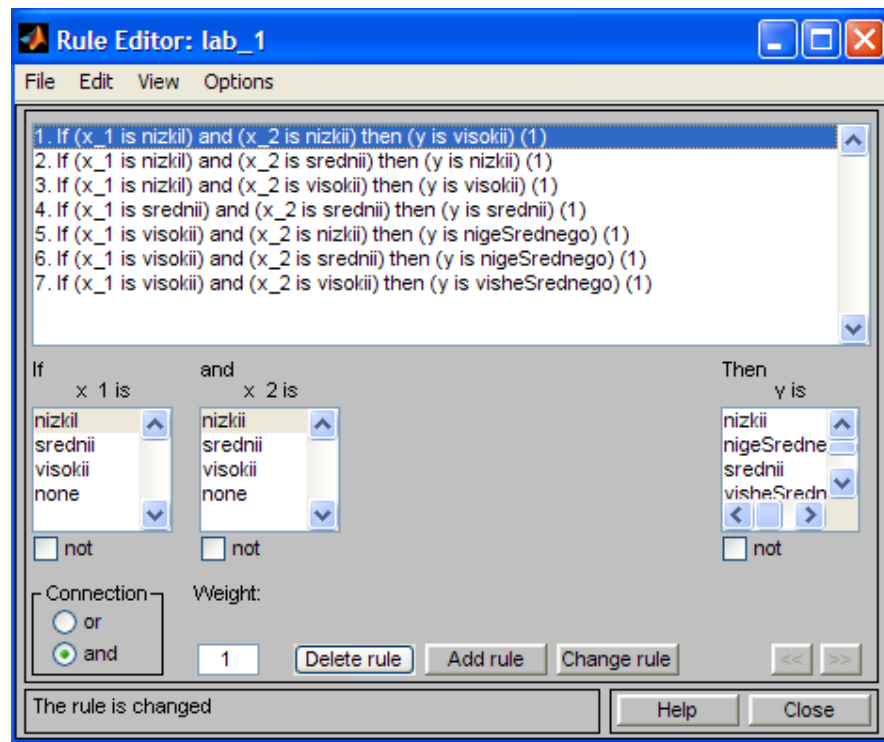 Rule Editor: lab_1
File Edit View Options
1. If (x_1 is nizkil) and (x_2 is nizkii) then (y is visokii) (1)
2. If (x_1 is nizkil) and (x_2 is srednii) then (y is nizkii) (1)
3. If (x_1 is nizkil) and (x_2 is visokii) then (y is visokii) (1)
4. If (x_1 is srednii) and (x_2 is srednii) then (y is srednii) (1)
5. If (x_1 is visokii) and (x_2 is nizkii) then (y is nigeSrednego) (1)
6. If (x_1 is visokii) and (x_2 is srednii) then (y is nigeSrednego) (1)
7. If (x_1 is visokii) and (x_2 is visokii) then (y is visheSrednego) (1)
If and Then
x 1 is x 2 is y is
nizkil nizkii nizkii
srednii srednii nigeSredne
visokii visokii srednii
none none visheSredn
not not not
Connection Weight:
or
and 1 Delete rule Add rule Change rule << >>
The rule is changed Help Close